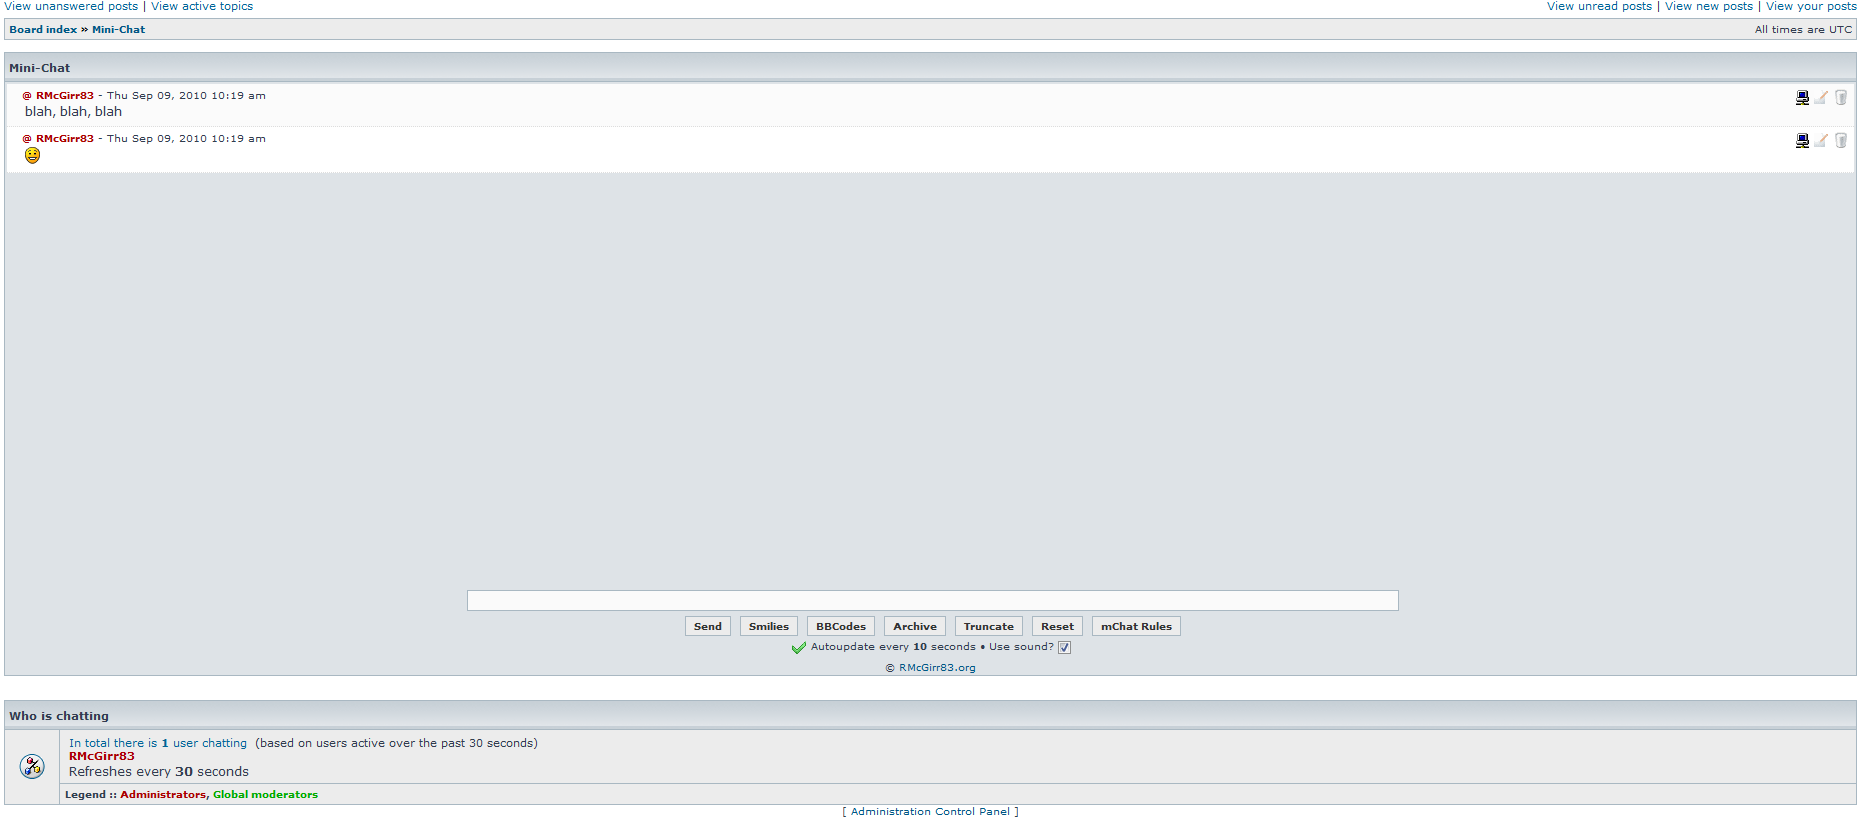 View unanswered posts | View active topics
View unread posts | View new posts | View your posts
Board index » Mini-Chat
All times are UTC
Mini-Chat
@ RMcGirr83 - Thu Sep 09, 2010 10:19 am
blah, blah, blah
@ RMcGirr83 - Thu Sep 09, 2010 10:19 am
Send Smilies BBCodes Archive Truncate Reset mChat Rules
Autoupdate every 10 seconds • Use sound?
© RMcGirr83.org
Who is chatting
In total there is 1 user chatting (based on users active over the past 30 seconds)
RMcGirr83
Refreshes every 30 seconds
Legend :: Administrators, Global moderators
[ Administration Control Panel ]